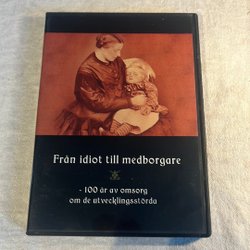 Från idiot till medborgare
- 100 år av omsorg
om de utvecklingsstörda